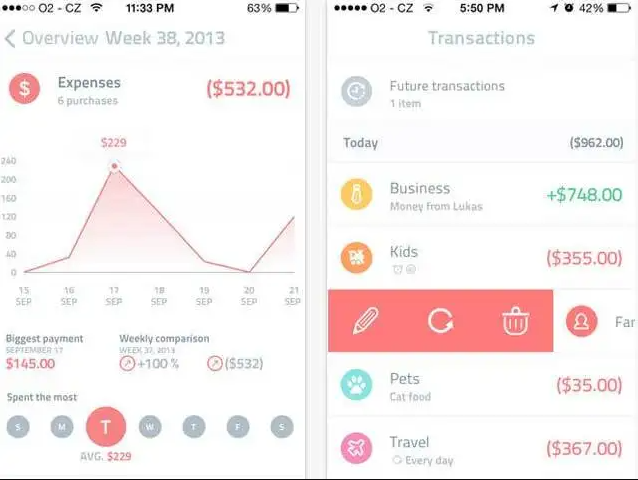 O2 - CZ 11:33 PM 63%
Overview Week 38, 2013
$
Expenses
6 purchases
($532.00)
$229
240
200
160
120
80
40
0
15 SEP
16 SEP
17 SEP
18 SEP
19 SEP
20 SEP
21 SEP
Biggest payment
SEPTEMBER 17
$145.00
Weekly comparison
WEEK 37, 2013
+100 % ($532)
Spent the most
S M T W T F S
AVG. $229
O2 - CZ 5:50 PM 42%
Transactions
Future transactions
1 item
Today ($962.00)
Business
Money from Lukas
+$748.00
Kids
($355.00)
Far
Pets
Cat food
($35.00)
Travel
Every day
($367.00)